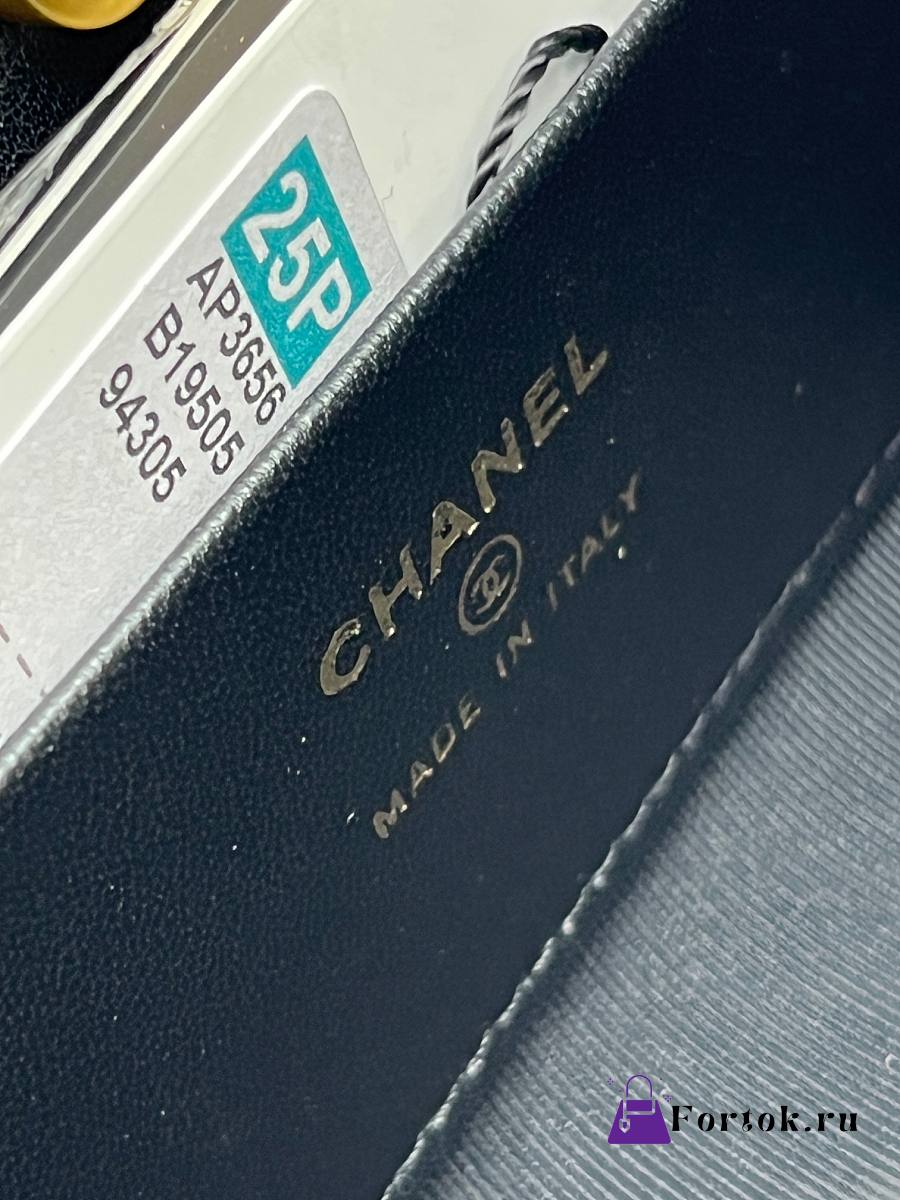 25P
AP3656
B19505
94305
CHANEL
MADE IN ITALY
Fortok.ru